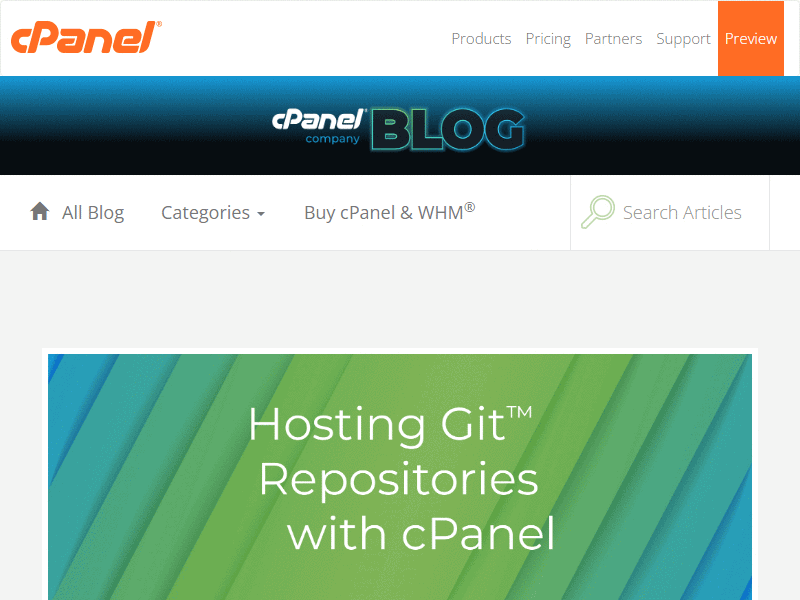 cPanel®
Products Pricing Partners Support Preview
cPanel® company BLOG
All Blog Categories Buy cPanel & WHM® Search Articles
Hosting Git™
Repositories
with cPanel